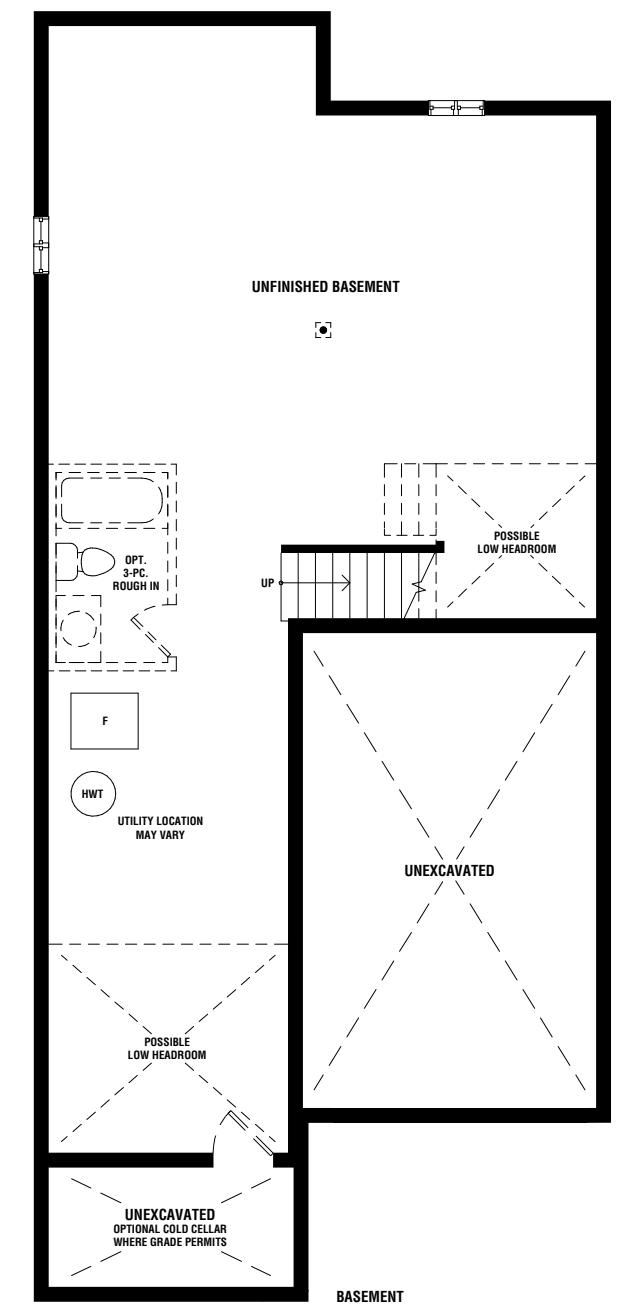 UNFINISHED BASEMENT
POSSIBLE
LOW HEADROOM
OPT.
3-PC.
ROUGH IN
UP
F
HWT
UTILITY LOCATION
MAY VARY
UNEXCAVATED
POSSIBLE
LOW HEADROOM
UNEXCAVATED
OPTIONAL COLD CELLAR
WHERE GRADE PERMITS
BASEMENT